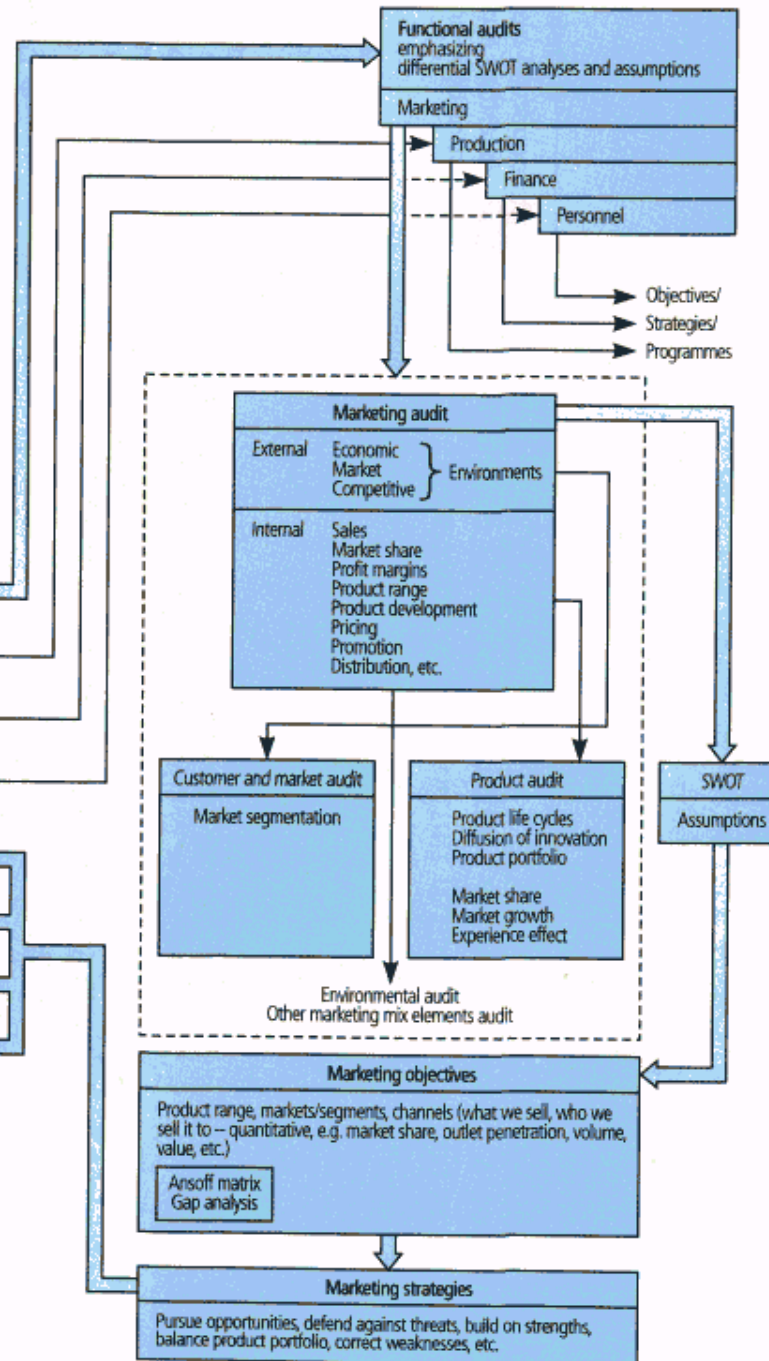 Functional audits
emphasizing
differential SWOT analyses and assumptions
Marketing
Production
Finance
Personnel
Objectives/
Strategies/
Programmes
Marketing audit
External Economic
Market
Competitive
Environments
Internal Sales
Market share
Profit margins
Product range
Product development
Pricing
Promotion
Distribution, etc.
Customer and market audit
Market segmentation
Product audit
Product life cycles
Diffusion of innovation
Product portfolio
Market share
Market growth
Experience effect
SWOT
Assumptions
Environmental audit
Other marketing mix elements audit
Marketing objectives
Product range, markets/segments, channels (what we sell, who we
sell it to – quantitative, e.g. market share, outlet penetration, volume,
value, etc.)
Ansoff matrix
Gap analysis
Marketing strategies
Pursue opportunities, defend against threats, build on strengths,
balance product portfolio, correct weaknesses, etc.